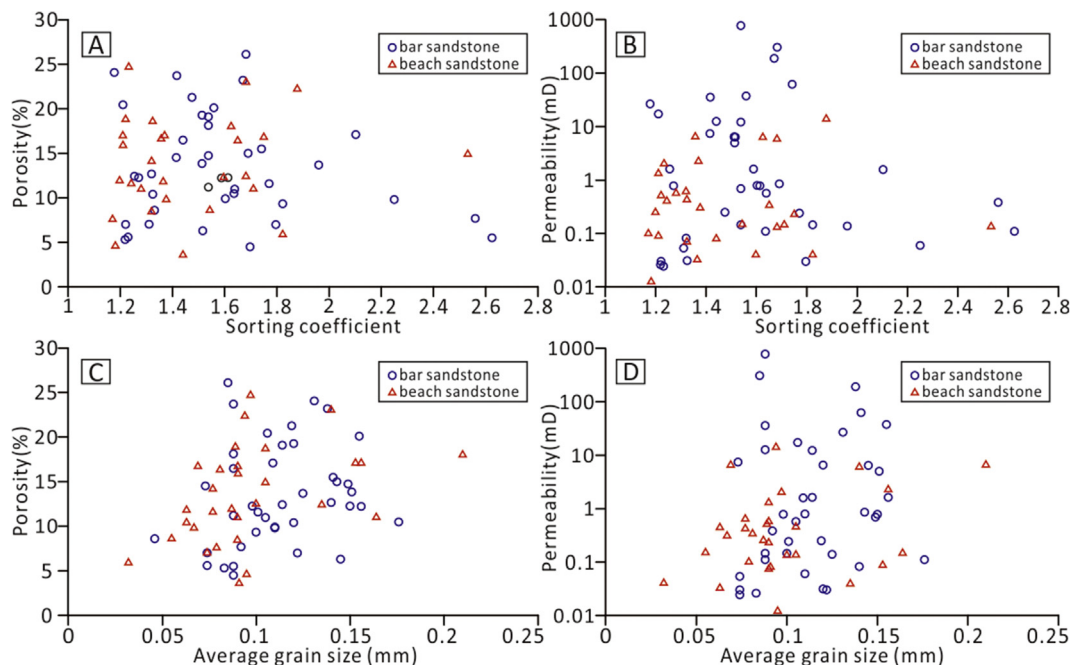 A
bar sandstone
beach sandstone
Porosity(%)
30
25
20
15
10
5
0
1
1.2
1.4
1.6
1.8
2.0
2.2
2.4
2.6
2.8
Sorting coefficient
B
bar sandstone
beach sandstone
Permeability(mD)
1000
100
10
1
0.1
0.01
1
1.2
1.4
1.6
1.8
2.0
2.2
2.4
2.6
2.8
Sorting coefficient
C
bar sandstone
beach sandstone
Porosity(%)
30
25
20
15
10
5
0
0
0.05
0.1
0.15
0.2
0.25
Average grain size (mm)
D
bar sandstone
beach sandstone
Permeability(mD)
1000
100
10
1
0.1
0.01
0
0.05
0.1
0.15
0.2
0.25
Average grain size (mm)